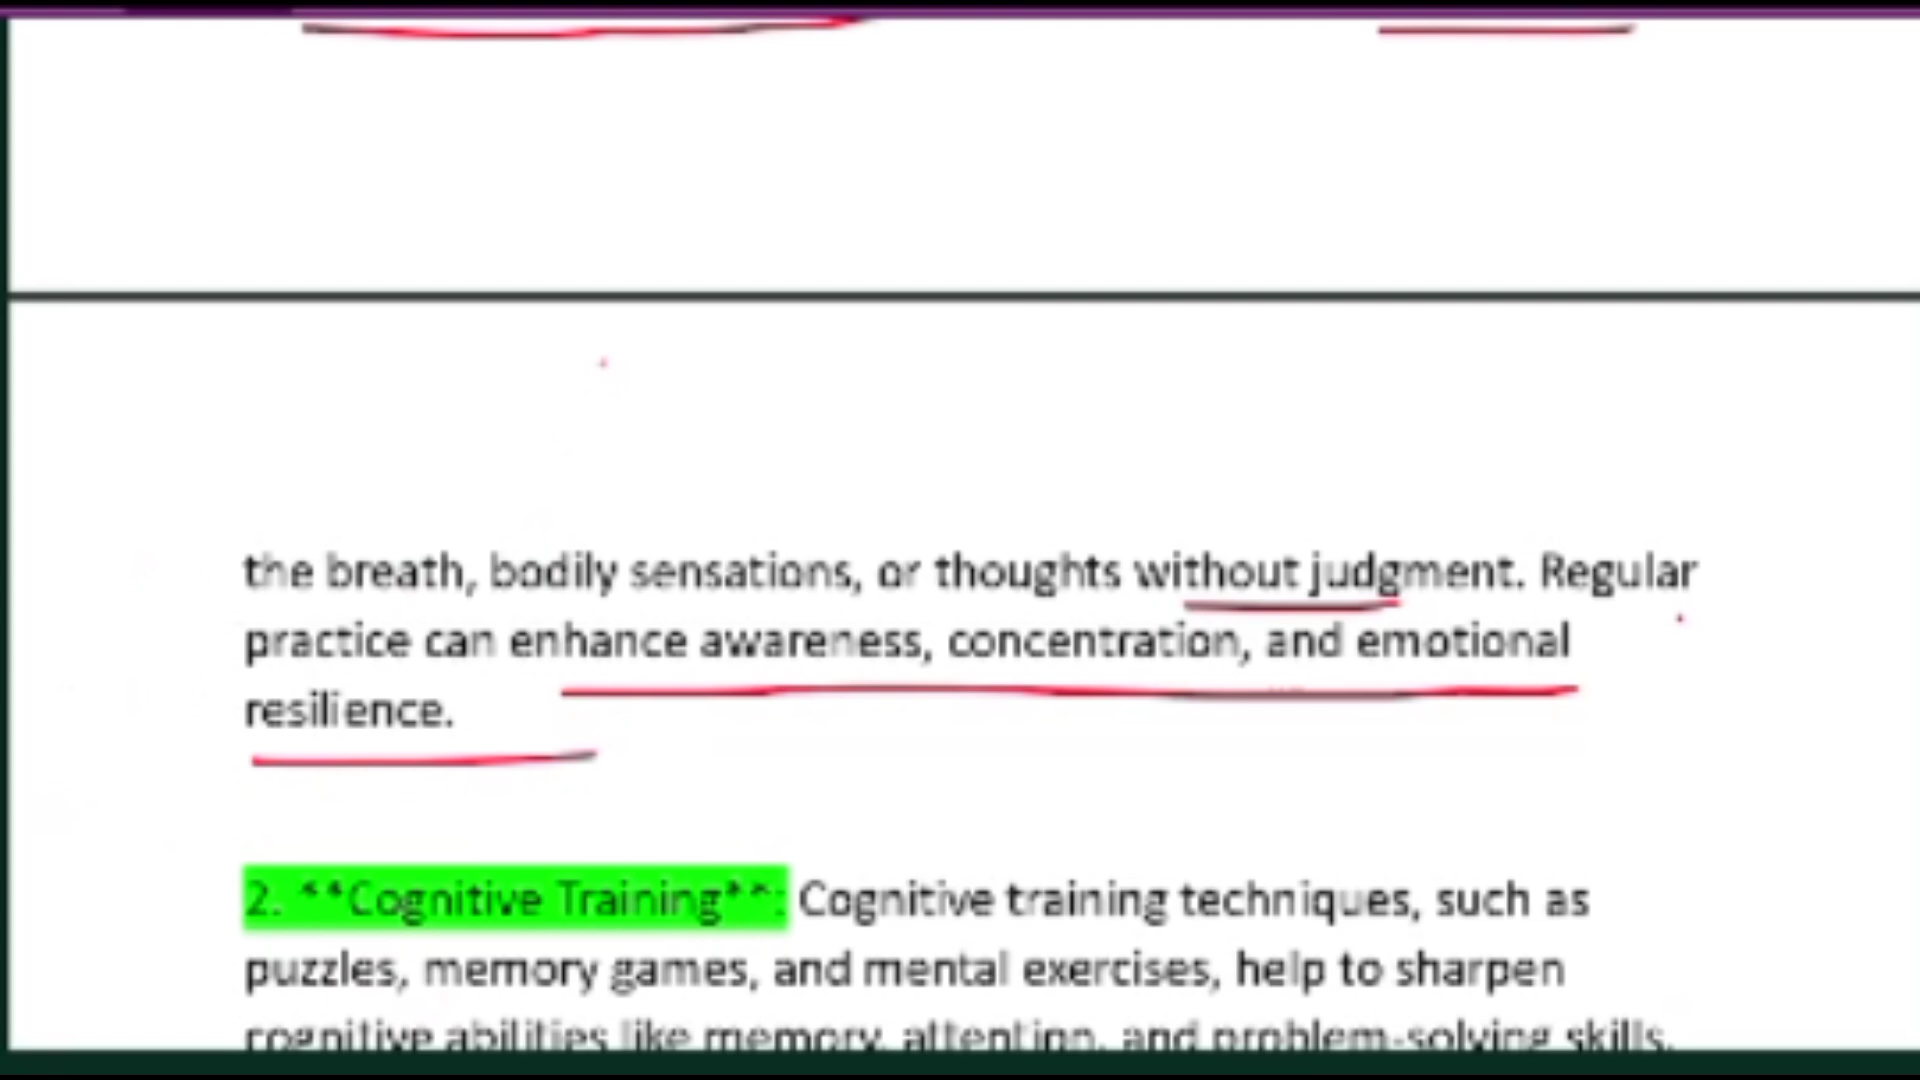 the breath, bodily sensations, or thoughts without judgment. Regular
practice can enhance awareness, concentration, and emotional
resilience.
2. **Cognitive Training**: Cognitive training techniques, such as
puzzles, memory games, and mental exercises, help to sharpen
cognitive abilities like memory, attention, and problem-solving skills.